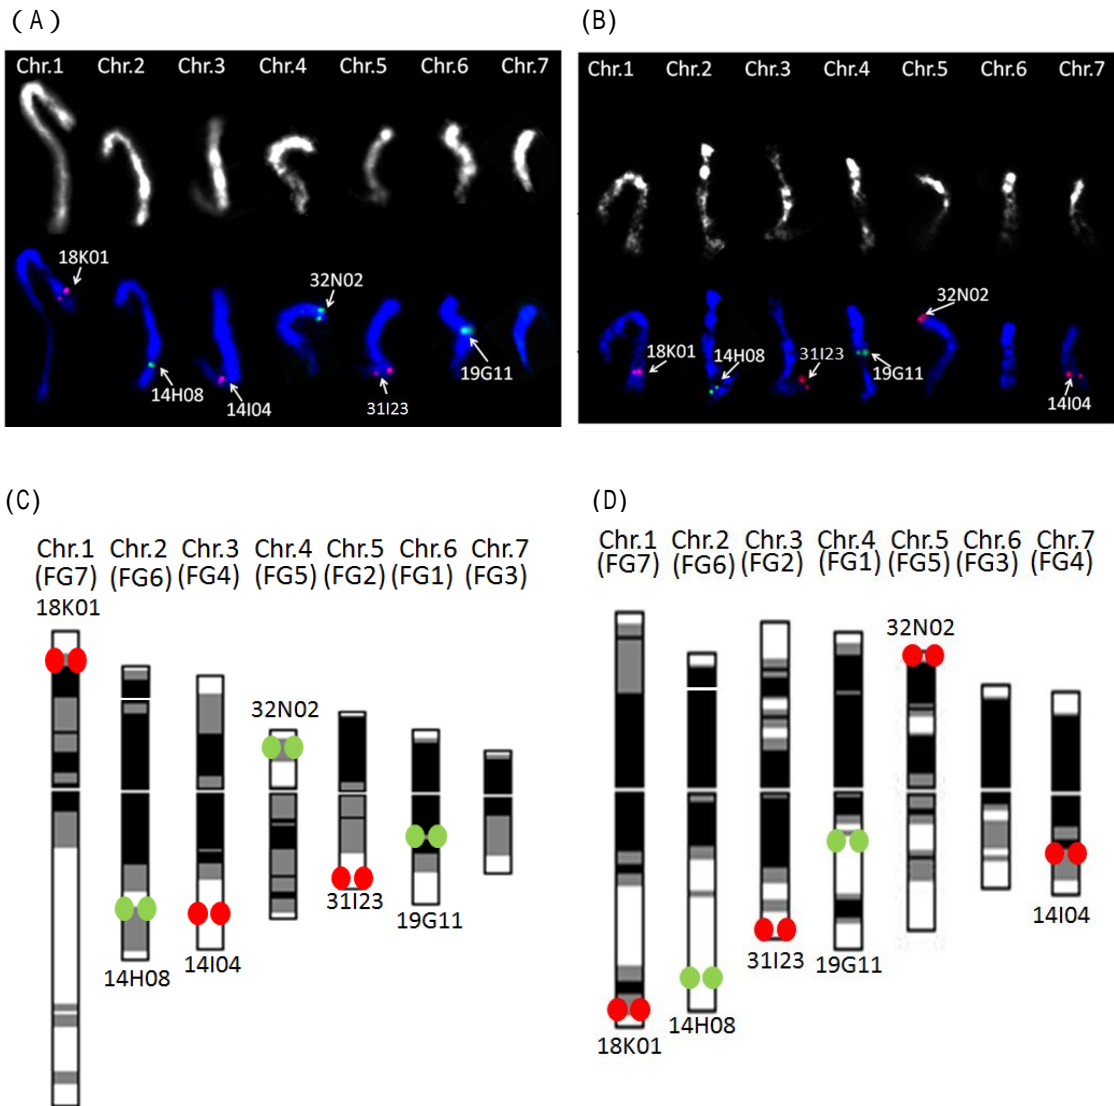 (A)
(B)
Chr.1 Chr.2 Chr.3 Chr.4 Chr.5 Chr.6 Chr.7
Chr.1 Chr.2 Chr.3 Chr.4 Chr.5 Chr.6 Chr.7
18K01
32N02
14H08
14I04
31I23
19G11
32N02
18K01
14H08
31I23
19G11
14I04
(C)
(D)
Chr.1 Chr.2 Chr.3 Chr.4 Chr.5 Chr.6 Chr.7
(FG7) (FG6) (FG4) (FG5) (FG2) (FG1) (FG3)
18K01
32N02
31I23
19G11
14H08
14I04
Chr.1 Chr.2 Chr.3 Chr.4 Chr.5 Chr.6 Chr.7
(FG7) (FG6) (FG2) (FG1) (FG5) (FG3) (FG4)
32N02
14I04
31I23
19G11
14H08
18K01